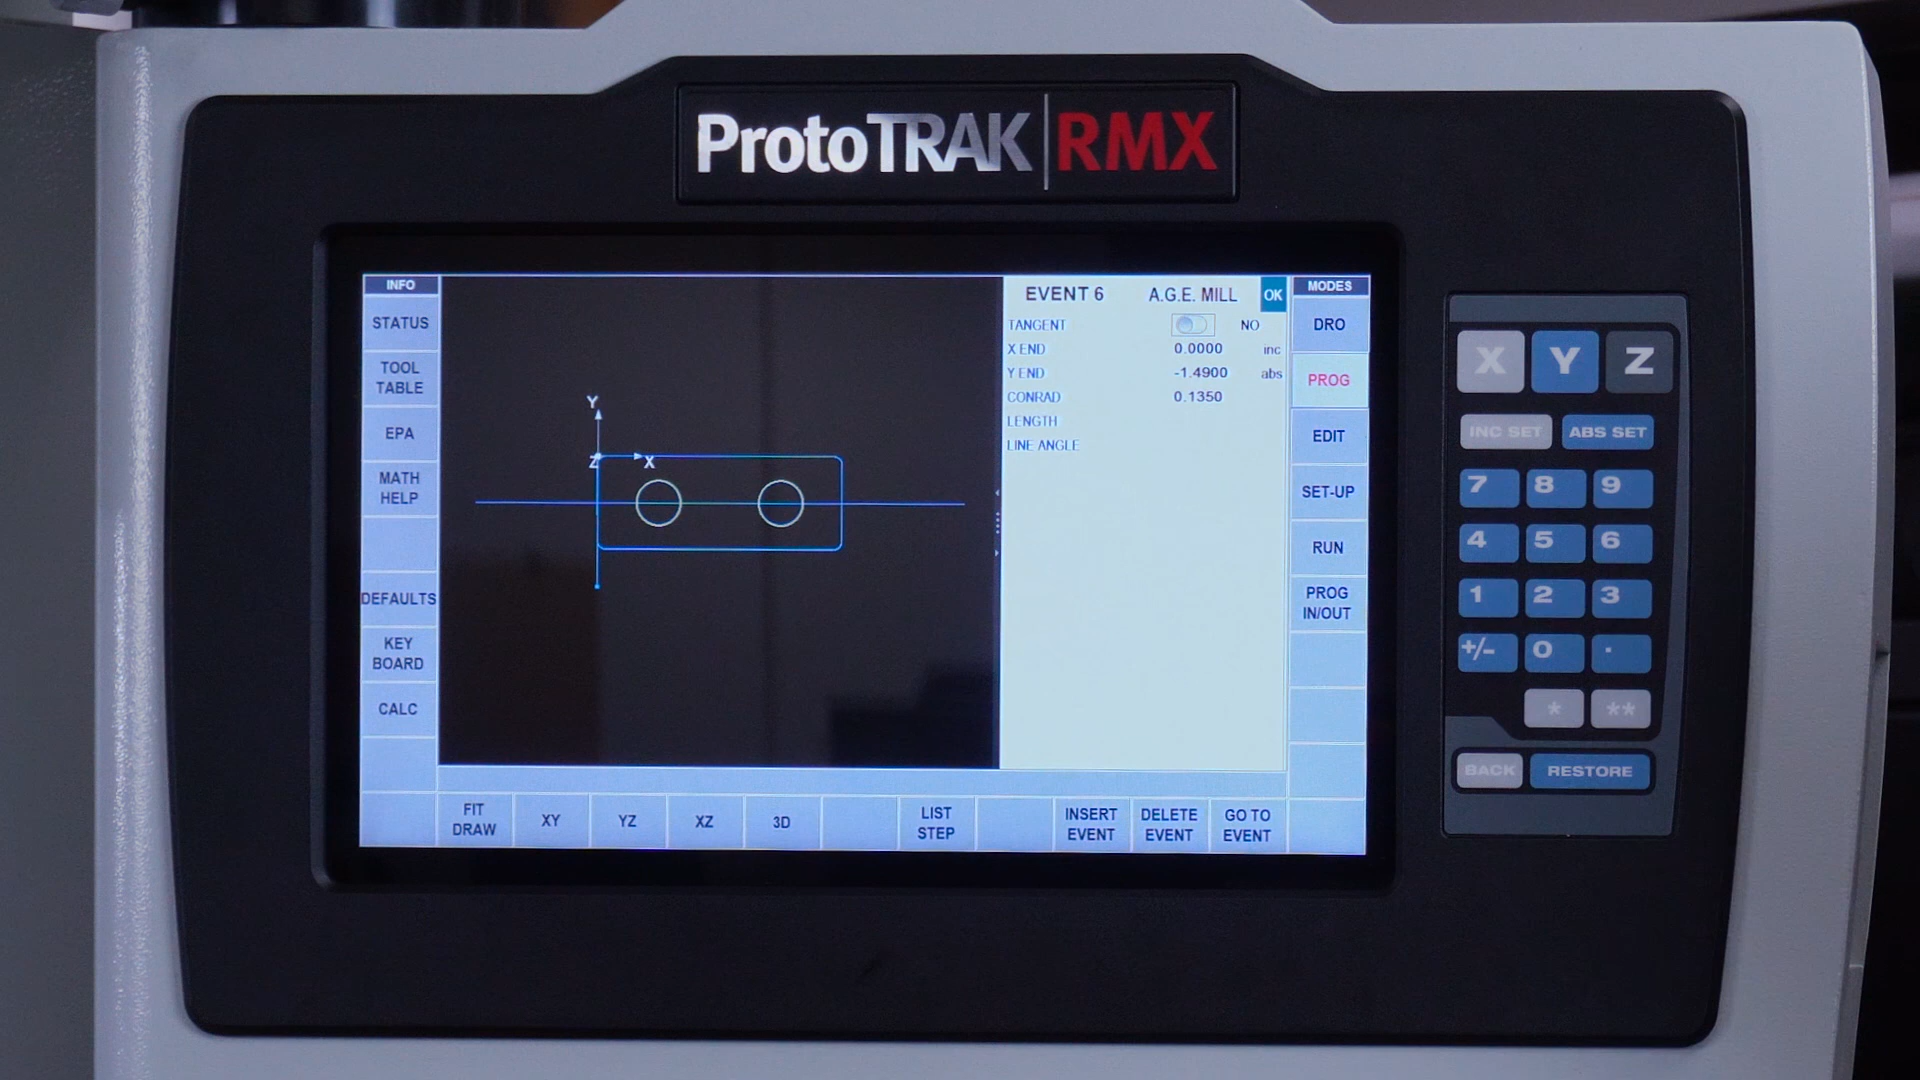 ProtoTRAK RMX
INFO
STATUS
TOOL
TABLE
EPA
MATH
HELP
DEFAULTS
KEY
BOARD
CALC
Y
Z
X
EVENT 6 A.G.E. MILL OK
TANGENT NO
X END 0.0000 inc
Y END -1.4900 abs
CONRAD 0.1350
LENGTH
LINE ANGLE
MODES
DRO
PROG
EDIT
SET-UP
RUN
PROG
IN/OUT
FIT
DRAW
XY
YZ
XZ
3D
LIST
STEP
INSERT
EVENT
DELETE
EVENT
GO TO
EVENT
X Y Z
INC SET ABS SET
7 8 9
4 5 6
1 2 3
+/- 0 .
* **
BACK RESTORE